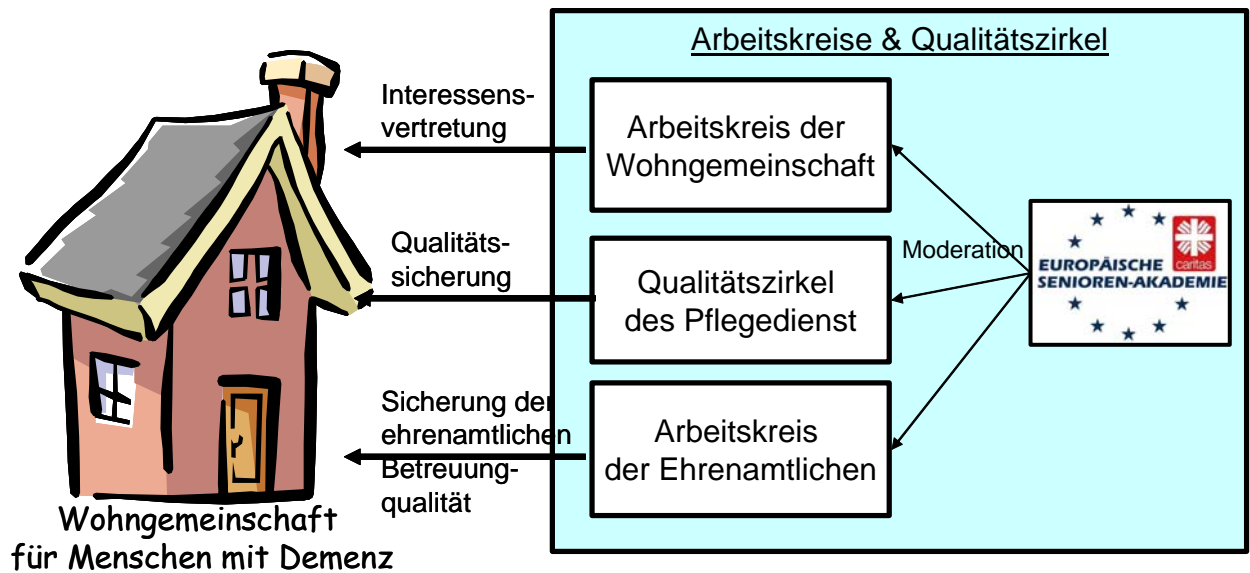 Arbeitskreise & Qualitätszirkel
Interessens-
vertretung
Arbeitskreis der
Wohngemeinschaft
Qualitäts-
sicherung
Qualitätszirkel
des Pflegedienst
Moderation
EUROPÄISCHE
SENIOREN-AKADEMIE
caritas
Sicherung der
ehrenamtlichen
Betreuung-
qualität
Arbeitskreis
der Ehrenamtlichen
Wohngemeinschaft
für Menschen mit Demenz